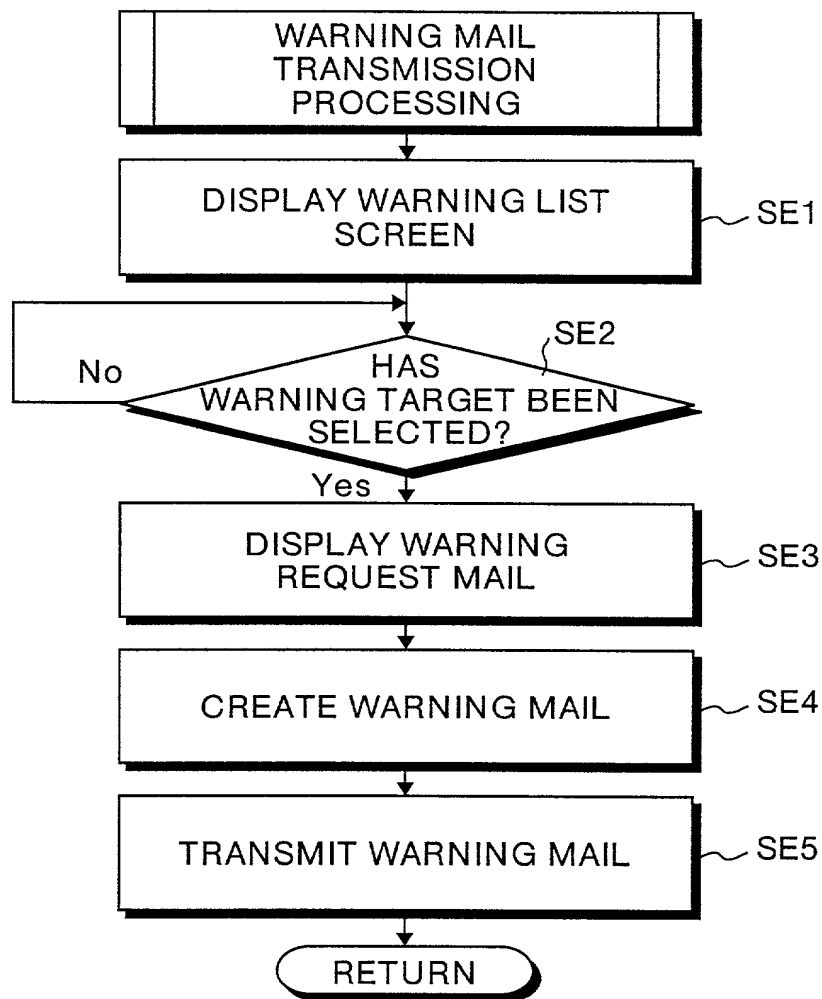 WARNING MAIL
TRANSMISSION
PROCESSING
DISPLAY WARNING LIST
SCREEN
SE1
SE2
No
HAS
WARNING TARGET BEEN
SELECTED?
Yes
DISPLAY WARNING
REQUEST MAIL
SE3
CREATE WARNING MAIL
SE4
TRANSMIT WARNING MAIL
SE5
RETURN